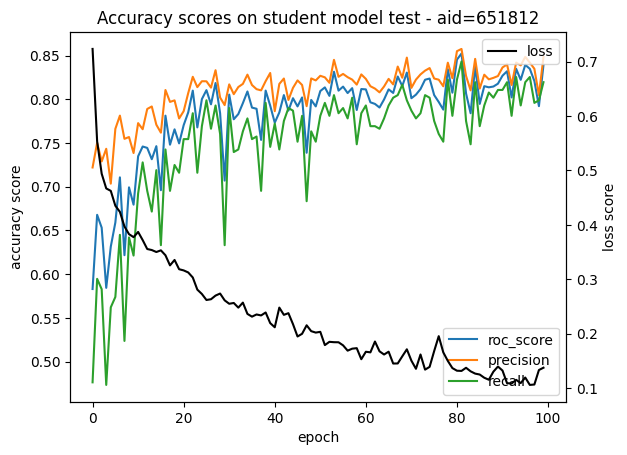 Accuracy scores on student model test - aid=651812
accuracy score
0.85
0.80
0.75
0.70
0.65
0.60
0.55
0.50
0
20
40
60
80
100
epoch
0.7
0.6
0.5
0.4
0.3
0.2
0.1
loss score
loss
roc_score
precision
recall